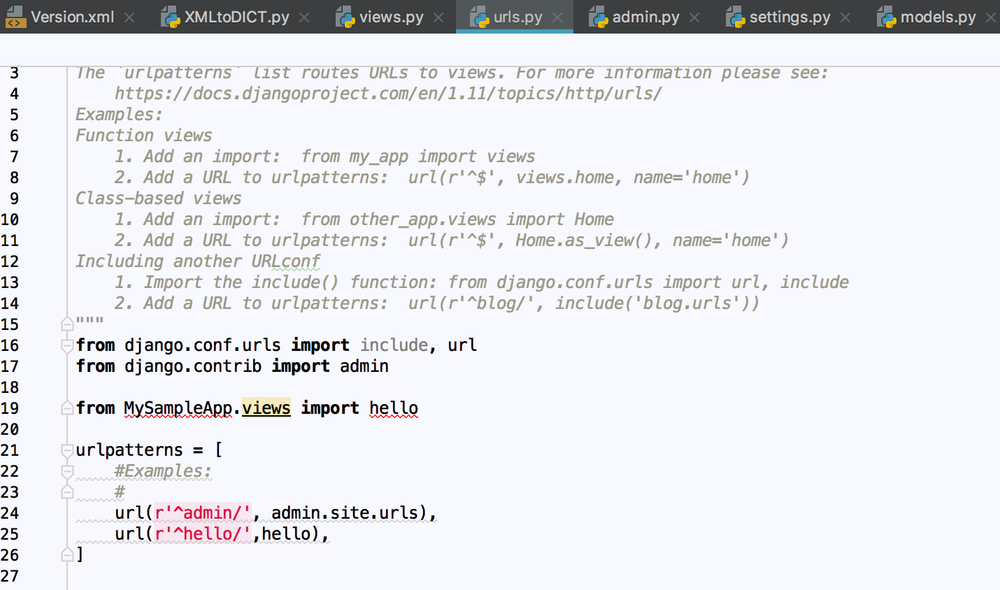 Version.xml XMLtoDICT.py views.py urls.py admin.py settings.py models.py
3 The `urlpatterns` list routes URLs to views. For more information please see:
4     https://docs.djangoproject.com/en/1.11/topics/http/urls/
5 Examples:
6 Function views
7     1. Add an import:  from my_app import views
8     2. Add a URL to urlpatterns:  url(r'^$', views.home, name='home')
9 Class-based views
10     1. Add an import:  from other_app.views import Home
11     2. Add a URL to urlpatterns:  url(r'^$', Home.as_view(), name='home')
12 Including another URLconf
13     1. Import the include() function: from django.conf.urls import url, include
14     2. Add a URL to urlpatterns:  url(r'^blog/', include('blog.urls'))
15 """
16 from django.conf.urls import include, url
17 from django.contrib import admin
18
19 from MySampleApp.views import hello
20
21 urlpatterns = [
22     #Examples:
23     #
24     url(r'^admin/', admin.site.urls),
25     url(r'^hello/',hello),
26 ]
27